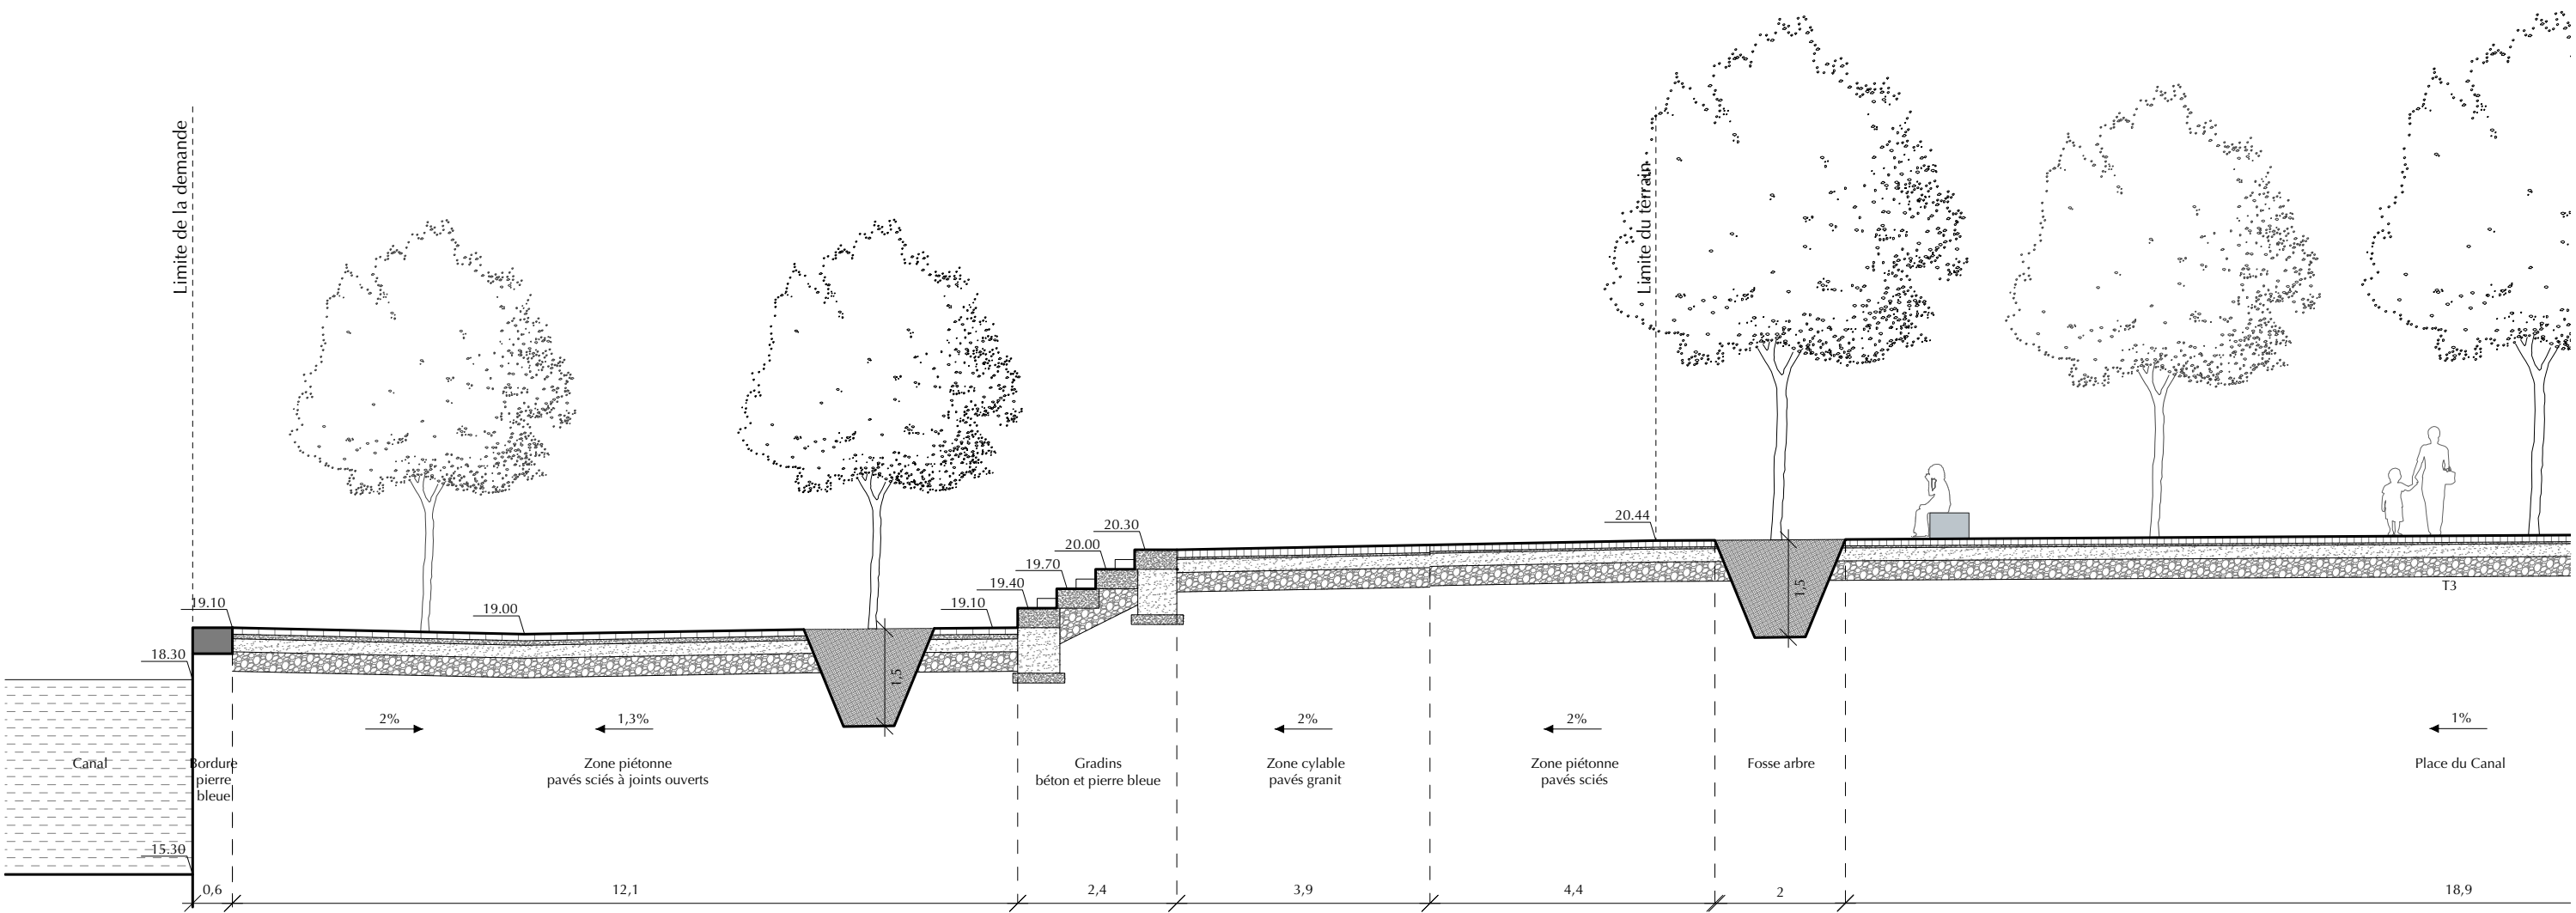 Limite de la demande
Limite du terrain
20.44
20.30
20.00
19.70
19.40
19.10
19.00
19.10
18.30
15.30
1,5
1,5
T3
2%
1,3%
2%
2%
1%
Canal
Bordure
pierre
bleue
Zone piétonne
pavés sciés à joints ouverts
Gradins
béton et pierre bleue
Zone cylable
pavés granit
Zone piétonne
pavés sciés
Fosse arbre
Place du Canal
0,6
12,1
2,4
3,9
4,4
2
18,9